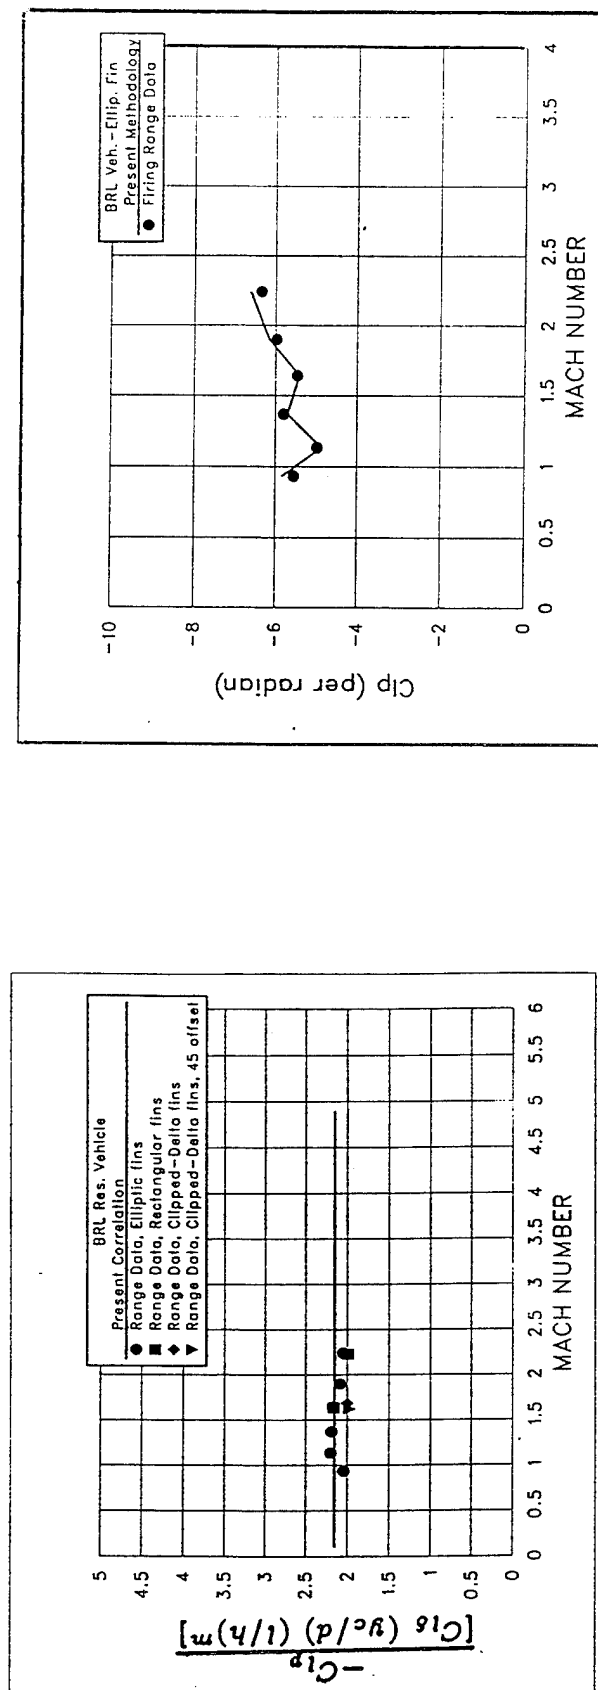 BRL Veh.-Ellip. Fin
Present Methodology
Firing Range Data
-10
-8
-6
-4
-2
0
Clp (per radian)
0
0.5
1
1.5
2
2.5
3
3.5
4
MACH NUMBER
BRL Res. Vehicle
Present Correlation
Range Data, Elliptic fins
Range Data, Rectangular fins
Range Data, Clipped-Delta fins
Range Data, Clipped-Delta fins, 45 offset
5
4.5
4
3.5
3
2.5
2
1.5
1
0.5
0
-Clp
[Clδ (yc/d) (l/h)m]
0
0.5
1
1.5
2
2.5
3
3.5
4
4.5
5
5.5
6
MACH NUMBER